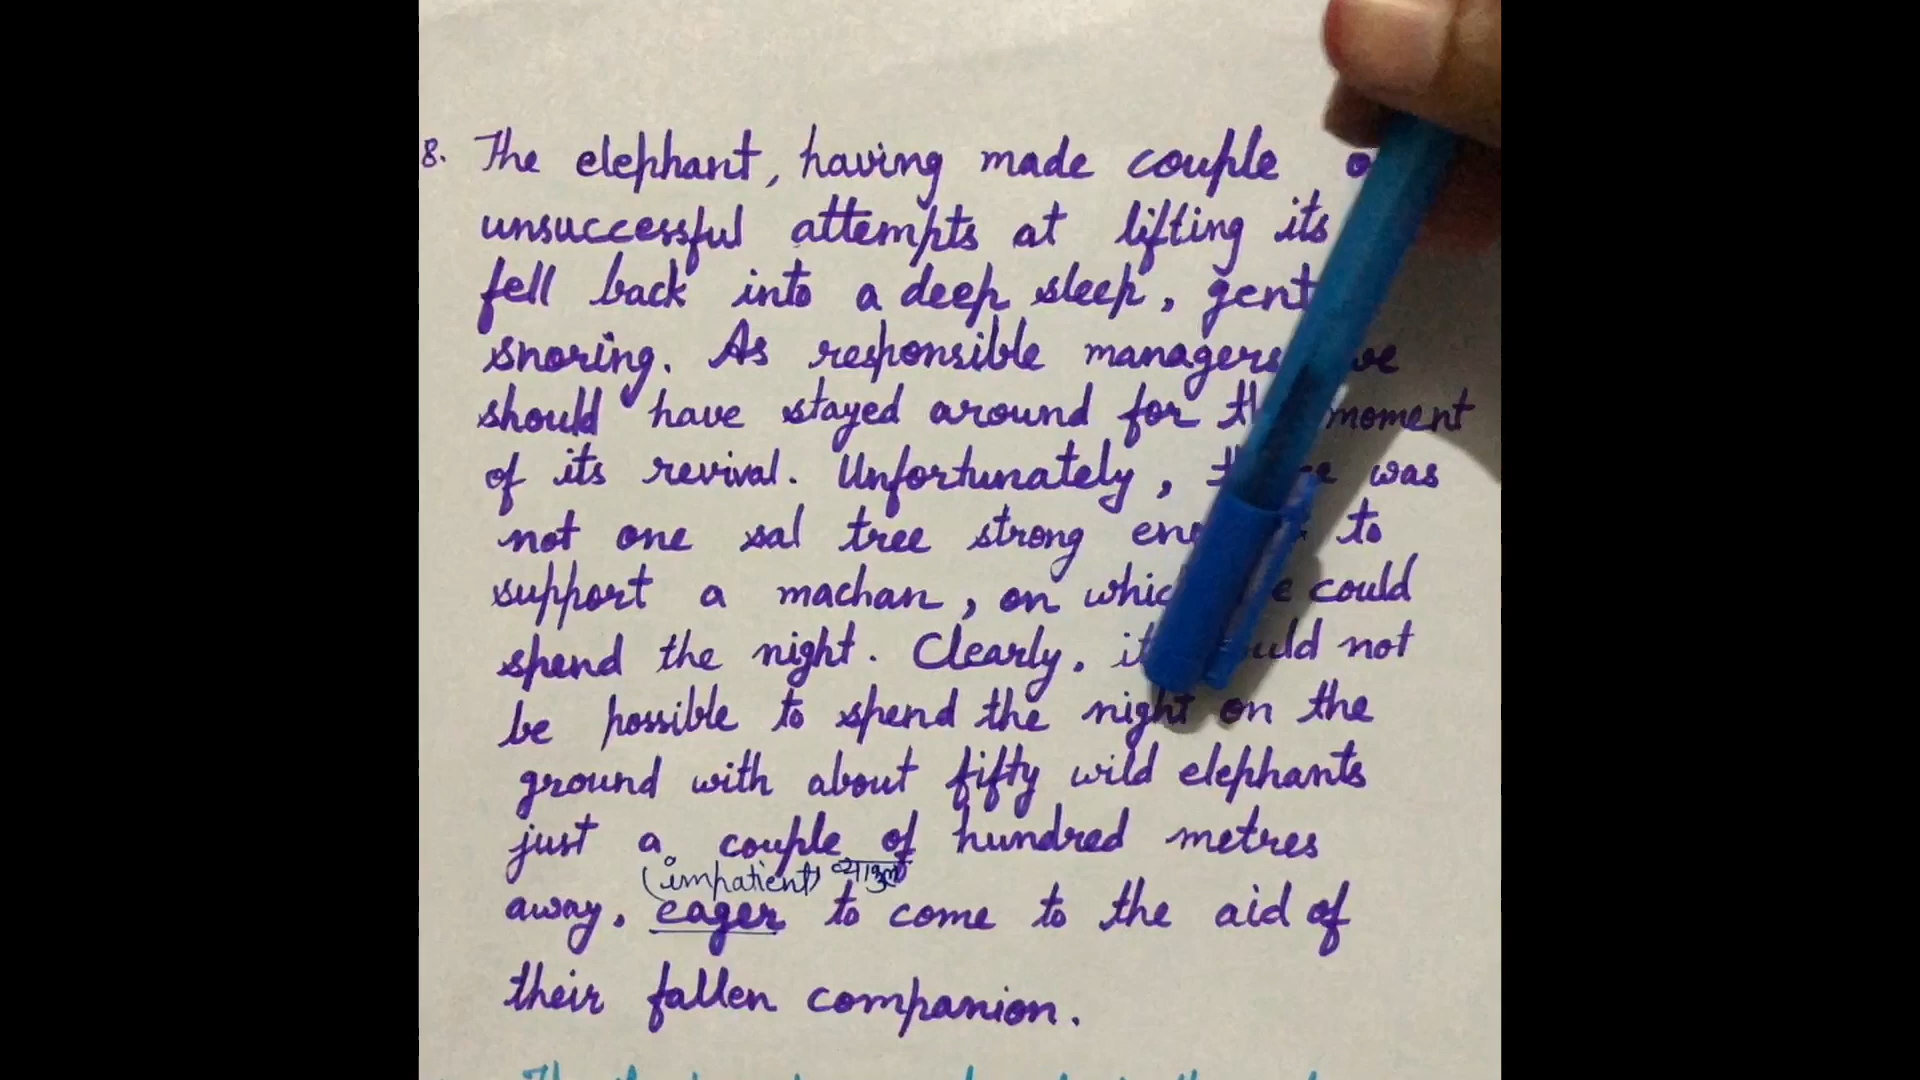 8. The elephant, having made couple
unsuccessful attempts at lifting its
fell back into a deep sleep, gent
snoring. As responsible managers we
should have stayed around for moment
of its revival. Unfortunately, was
not one sal tree strong to
support a machan, on could
spend the night. Clearly, it not
be possible to spend the night on the
ground with about fifty wild elephants
just a couple of hundred metres
(impatient) व्याकुल
away, eager to come to the aid of
their fallen companion.